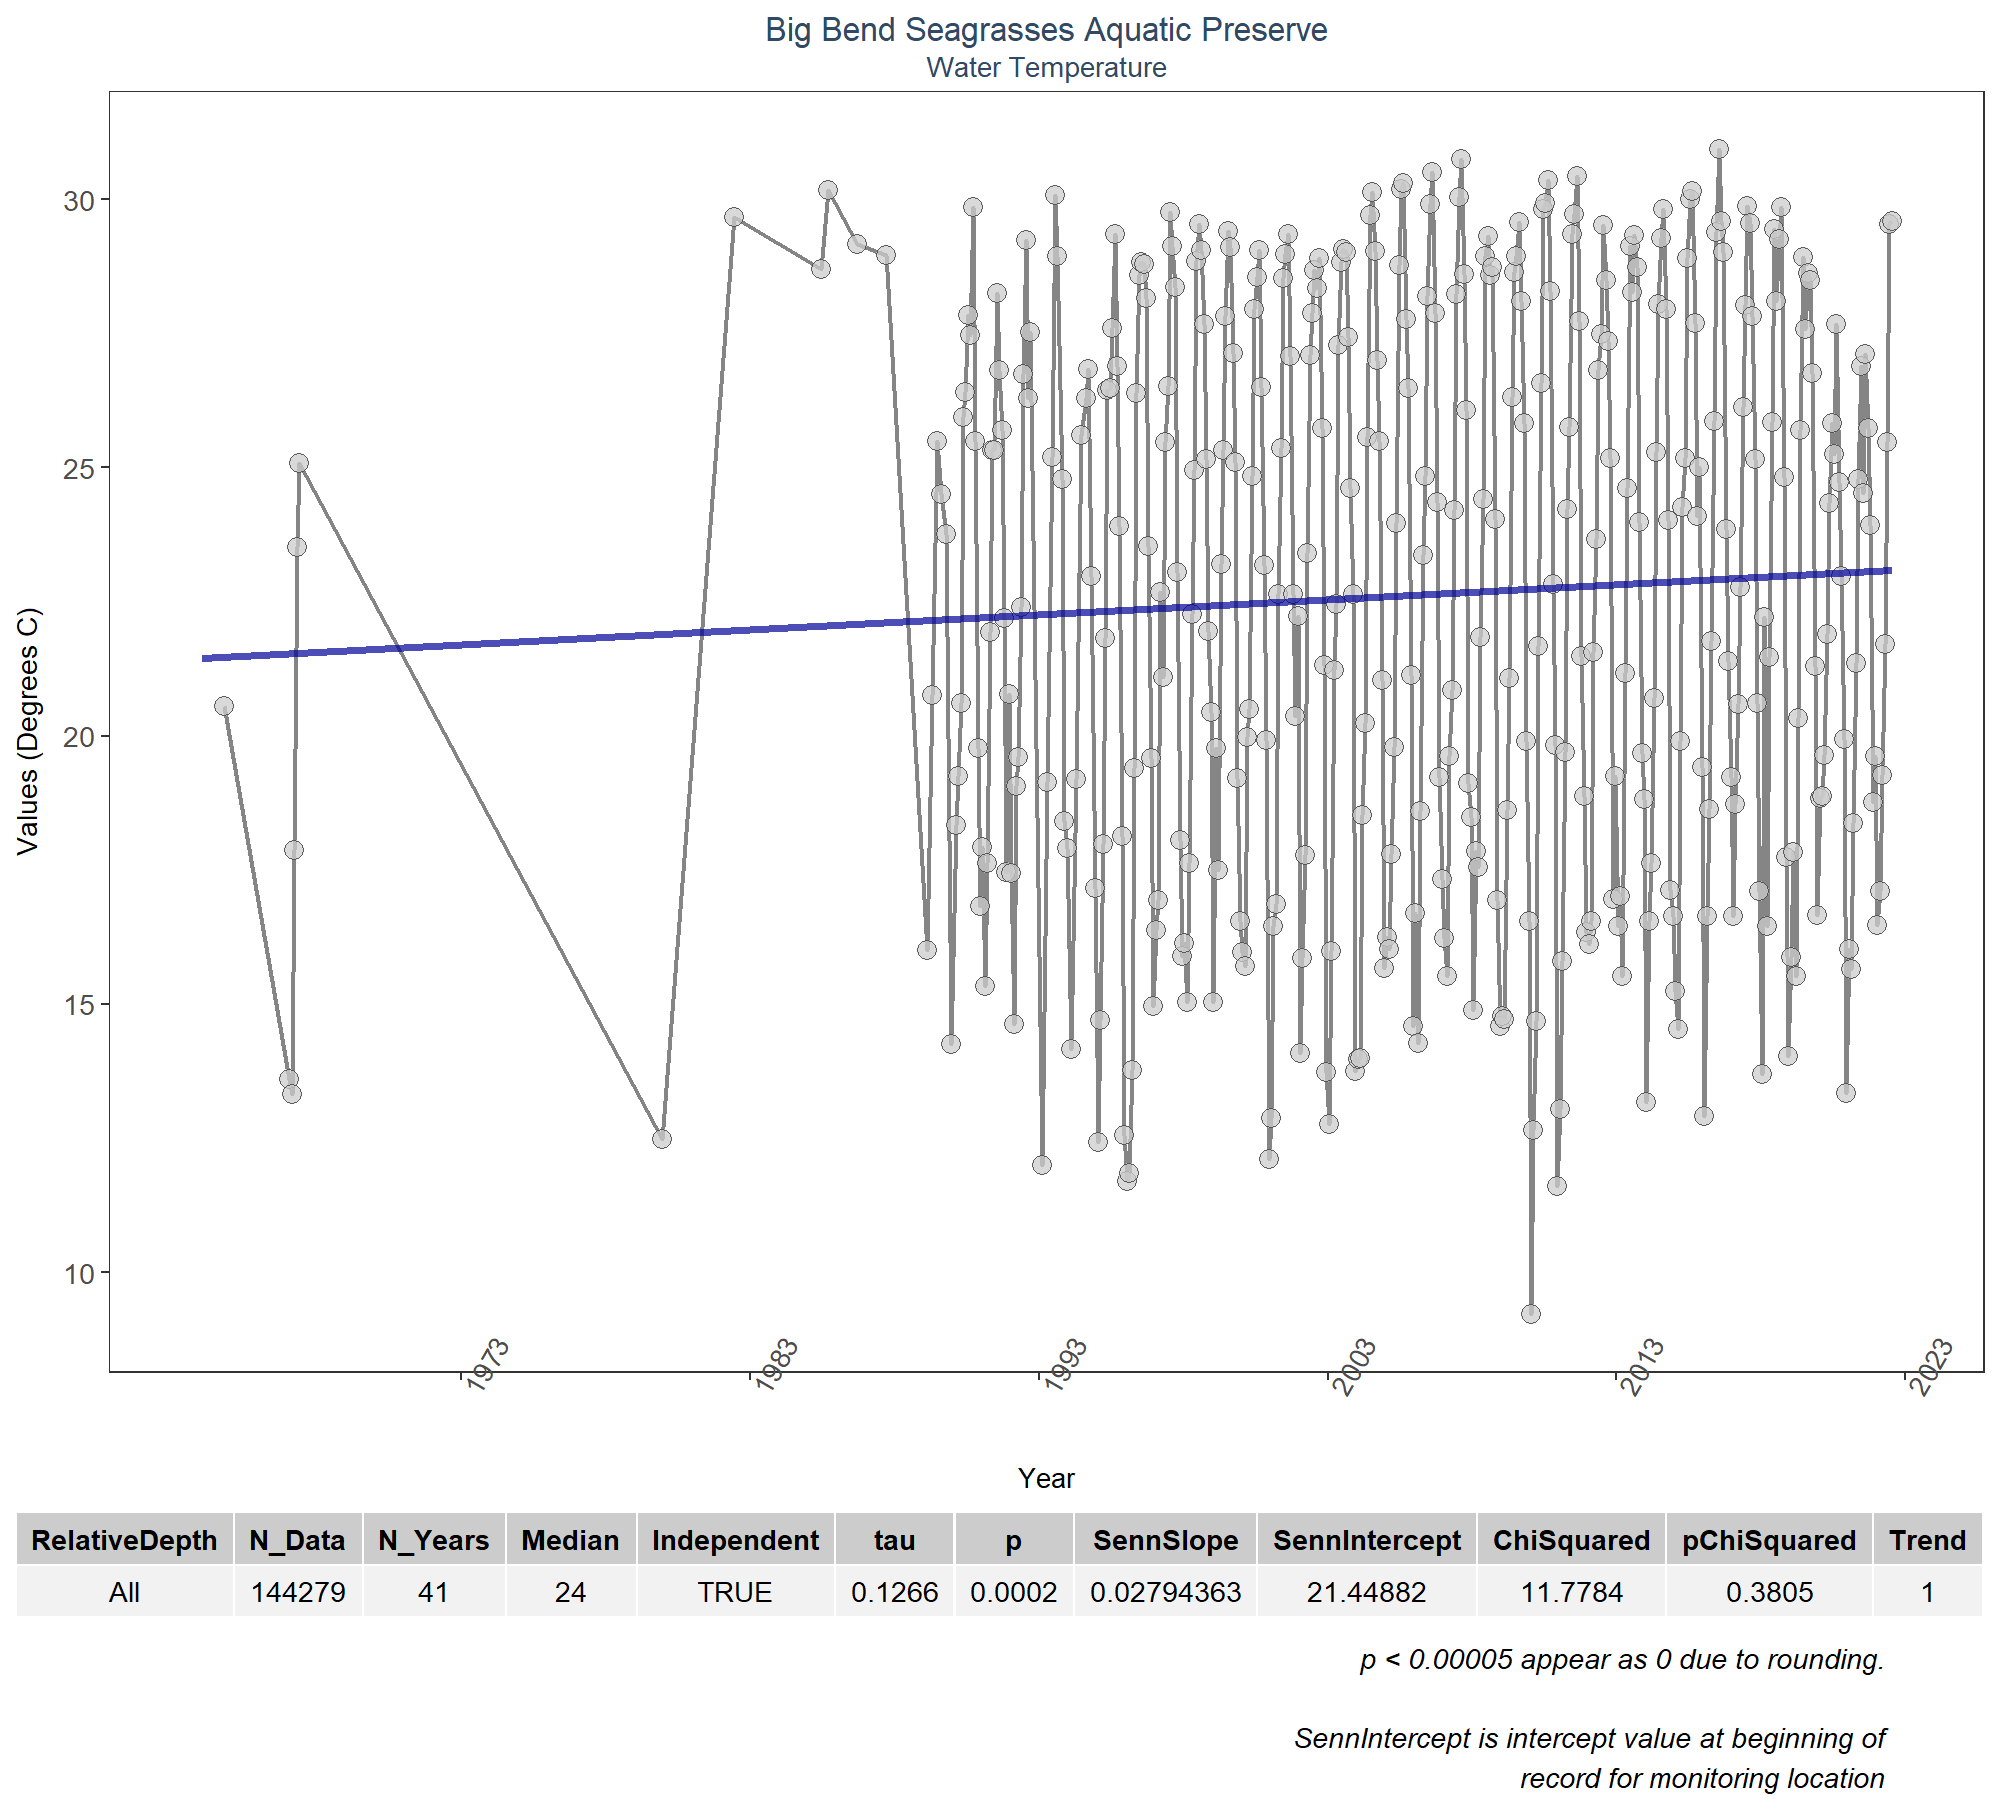 Big Bend Seagrasses Aquatic Preserve
Water Temperature
Values (Degrees C)
30
25
20
15
10
1973
1983
1993
2003
2013
2023
Year
RelativeDepth N_Data N_Years Median Independent tau p SennSlope SennIntercept ChiSquared pChiSquared Trend
All 144279 41 24 TRUE 0.1266 0.0002 0.02794363 21.44882 11.7784 0.3805 1
p < 0.00005 appear as 0 due to rounding.
SennIntercept is intercept value at beginning of
record for monitoring location